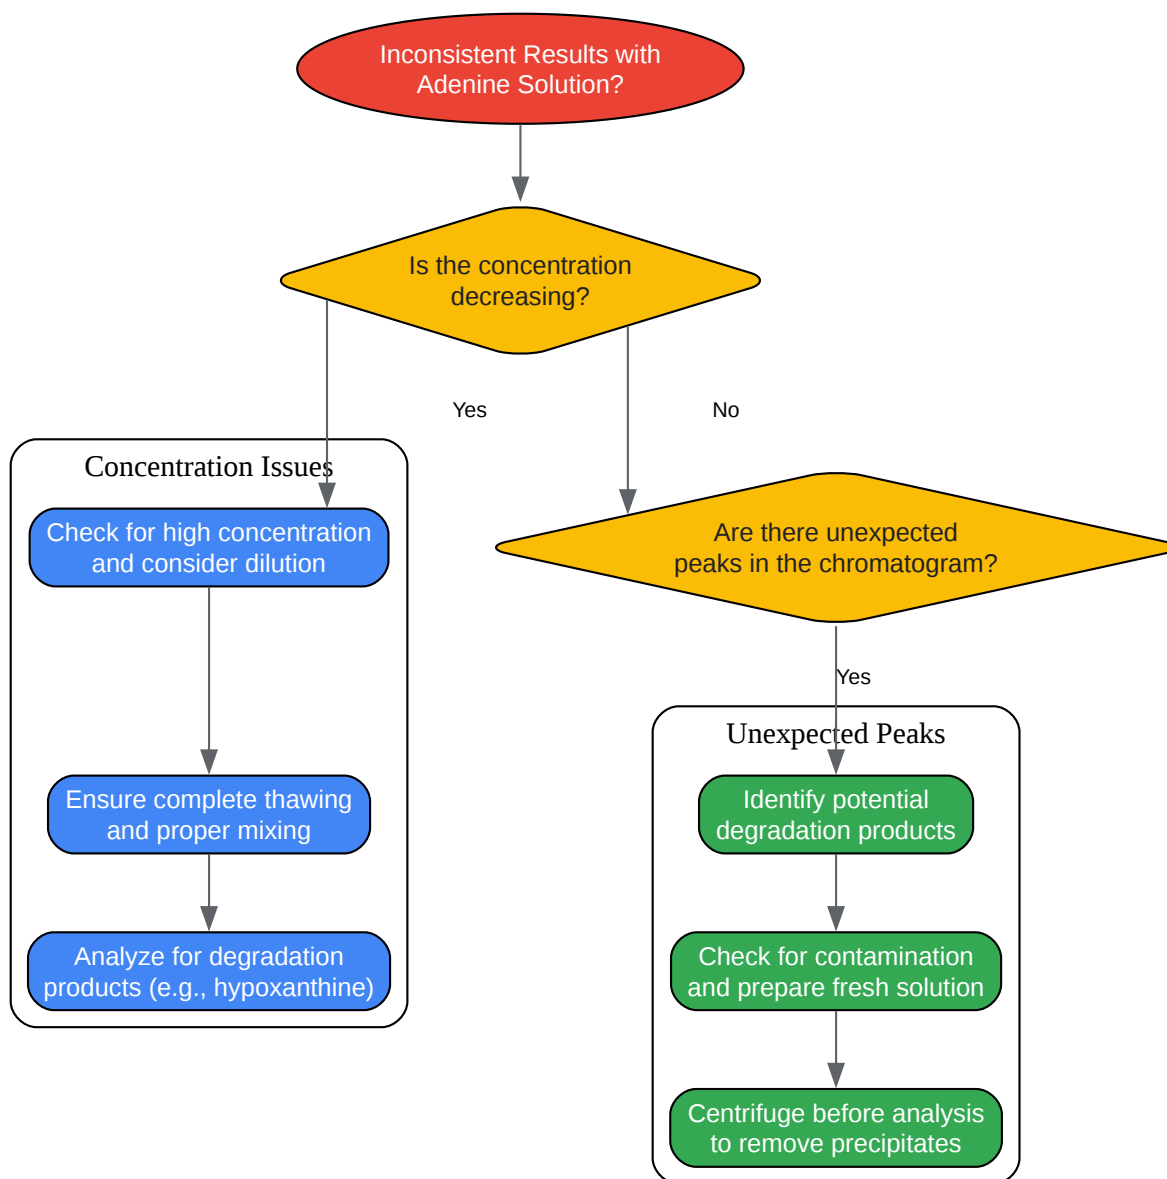 Inconsistent Results with
Adenine Solution?
Is the concentration
decreasing?
Yes
No
Concentration Issues
Check for high concentration
and consider dilution
Ensure complete thawing
and proper mixing
Analyze for degradation
products (e.g., hypoxanthine)
Are there unexpected
peaks in the chromatogram?
Yes
Unexpected Peaks
Identify potential
degradation products
Check for contamination
and prepare fresh solution
Centrifuge before analysis
to remove precipitates